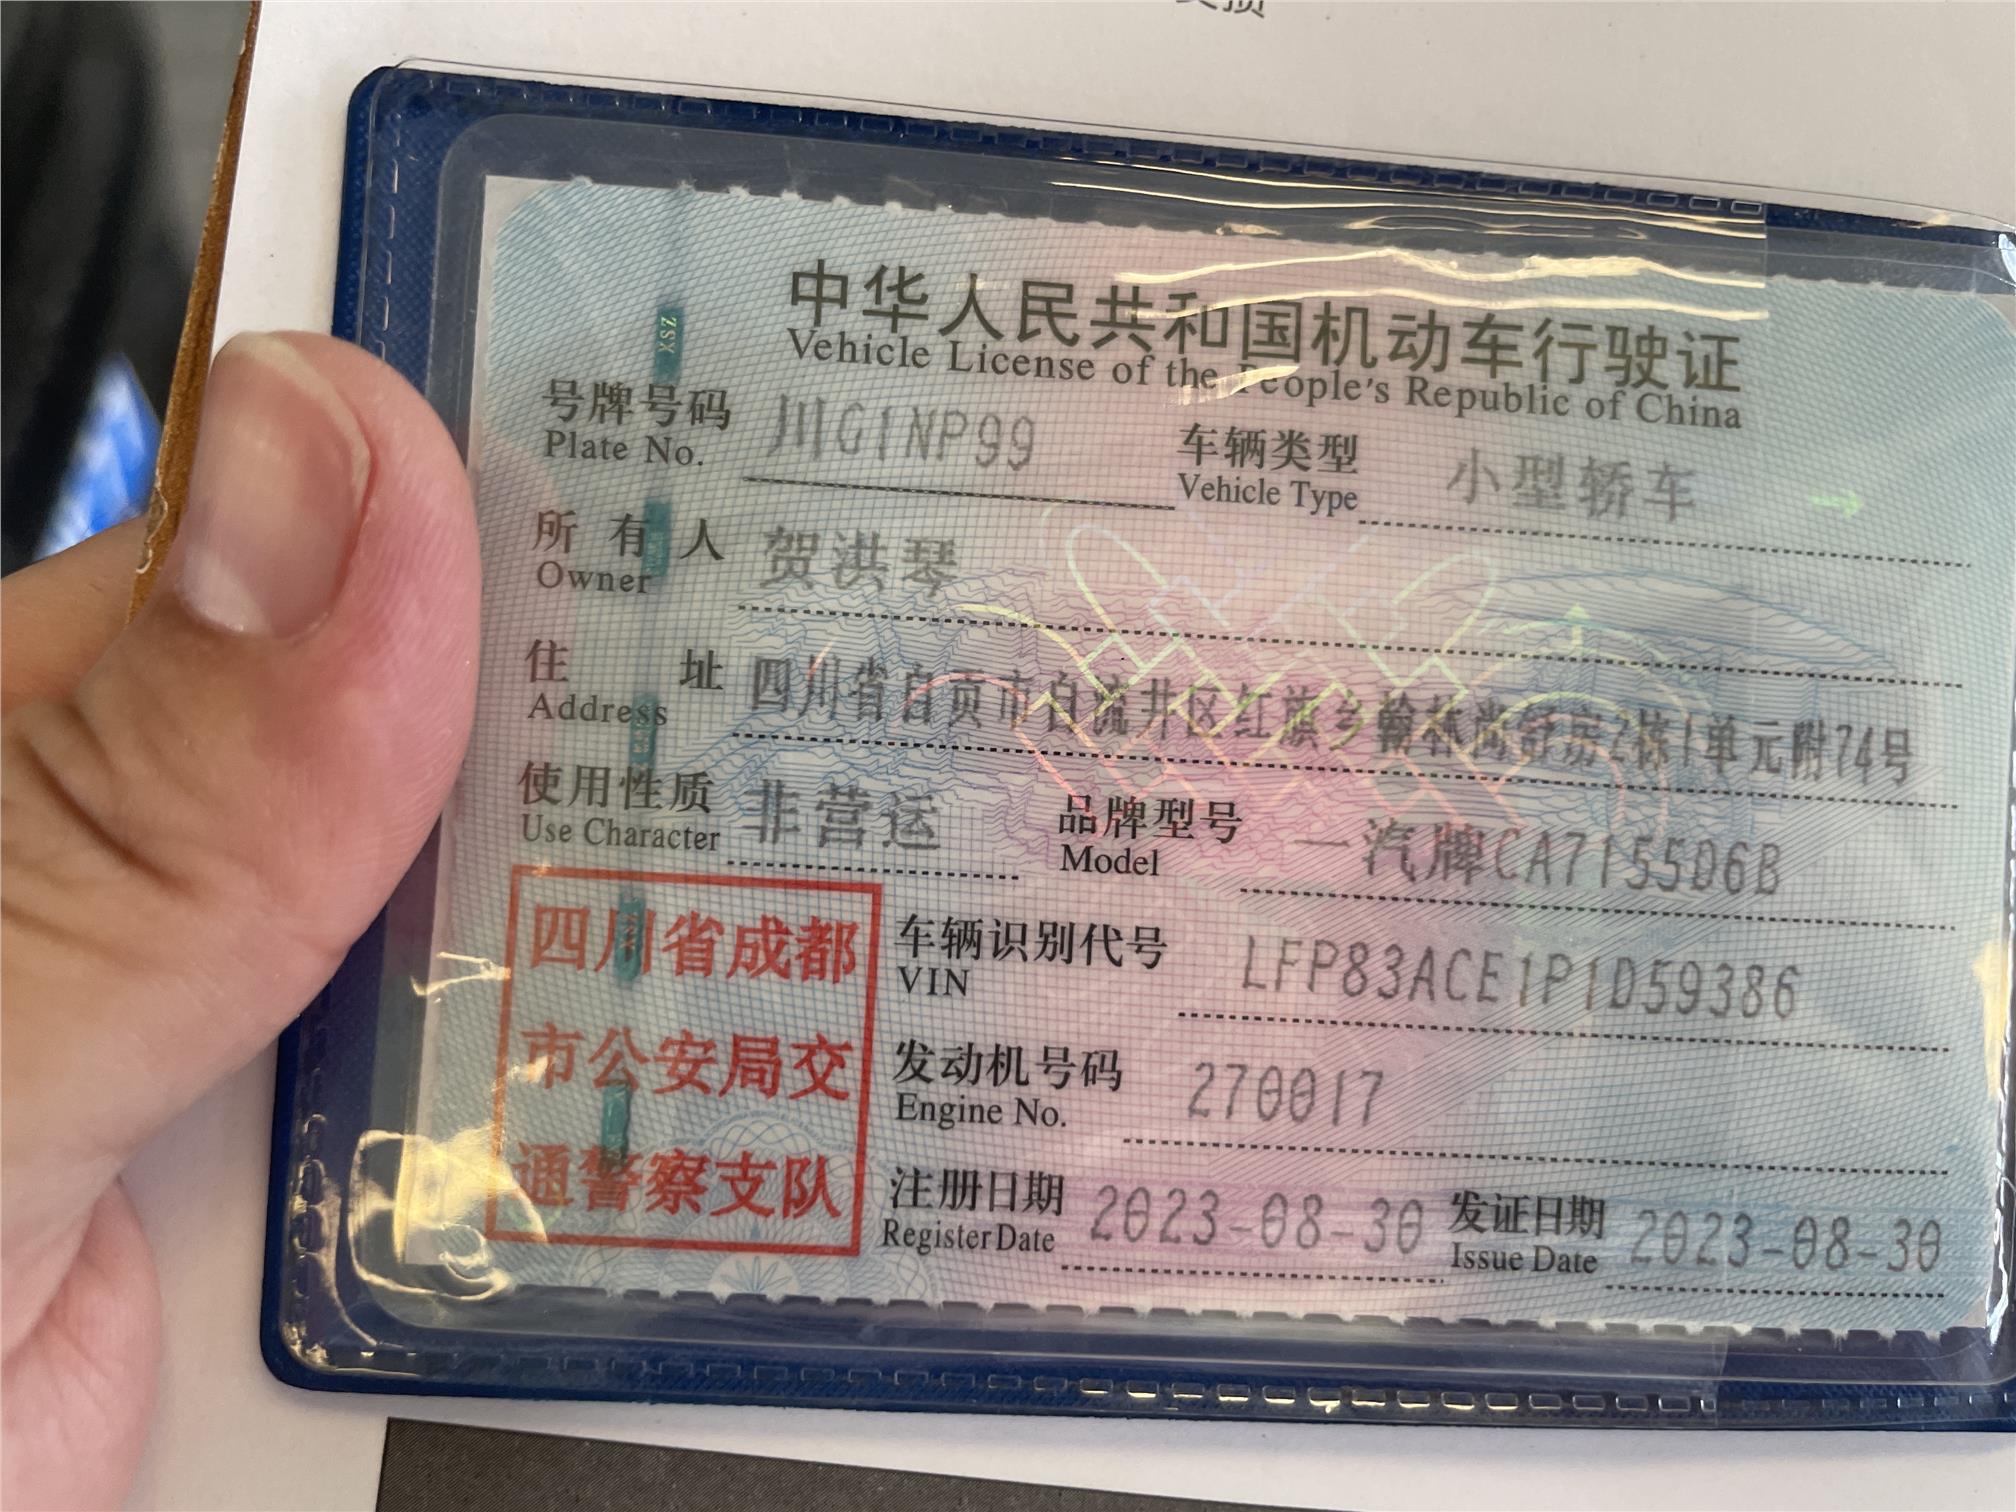 中华人民共和国机动车行驶证
Vehicle License of the People's Republic of China
号牌号码 川G1NP99 车辆类型 小型轿车
Plate No. Vehicle Type
所有人 贺洪琴
Owner
住址 四川省自贡市自流井区红旗乡榆林尚舒房2栋1单元附74号
Address
使用性质 非营运 品牌型号 一汽牌CA7155D6B
Use Character Model
四川省成都
市公安局交
通警察支队
车辆识别代号 LFP83ACE1P1D59386
VIN
发动机号码 270017
Engine No.
注册日期 2023-08-30 发证日期 2023-08-30
Register Date Issue Date